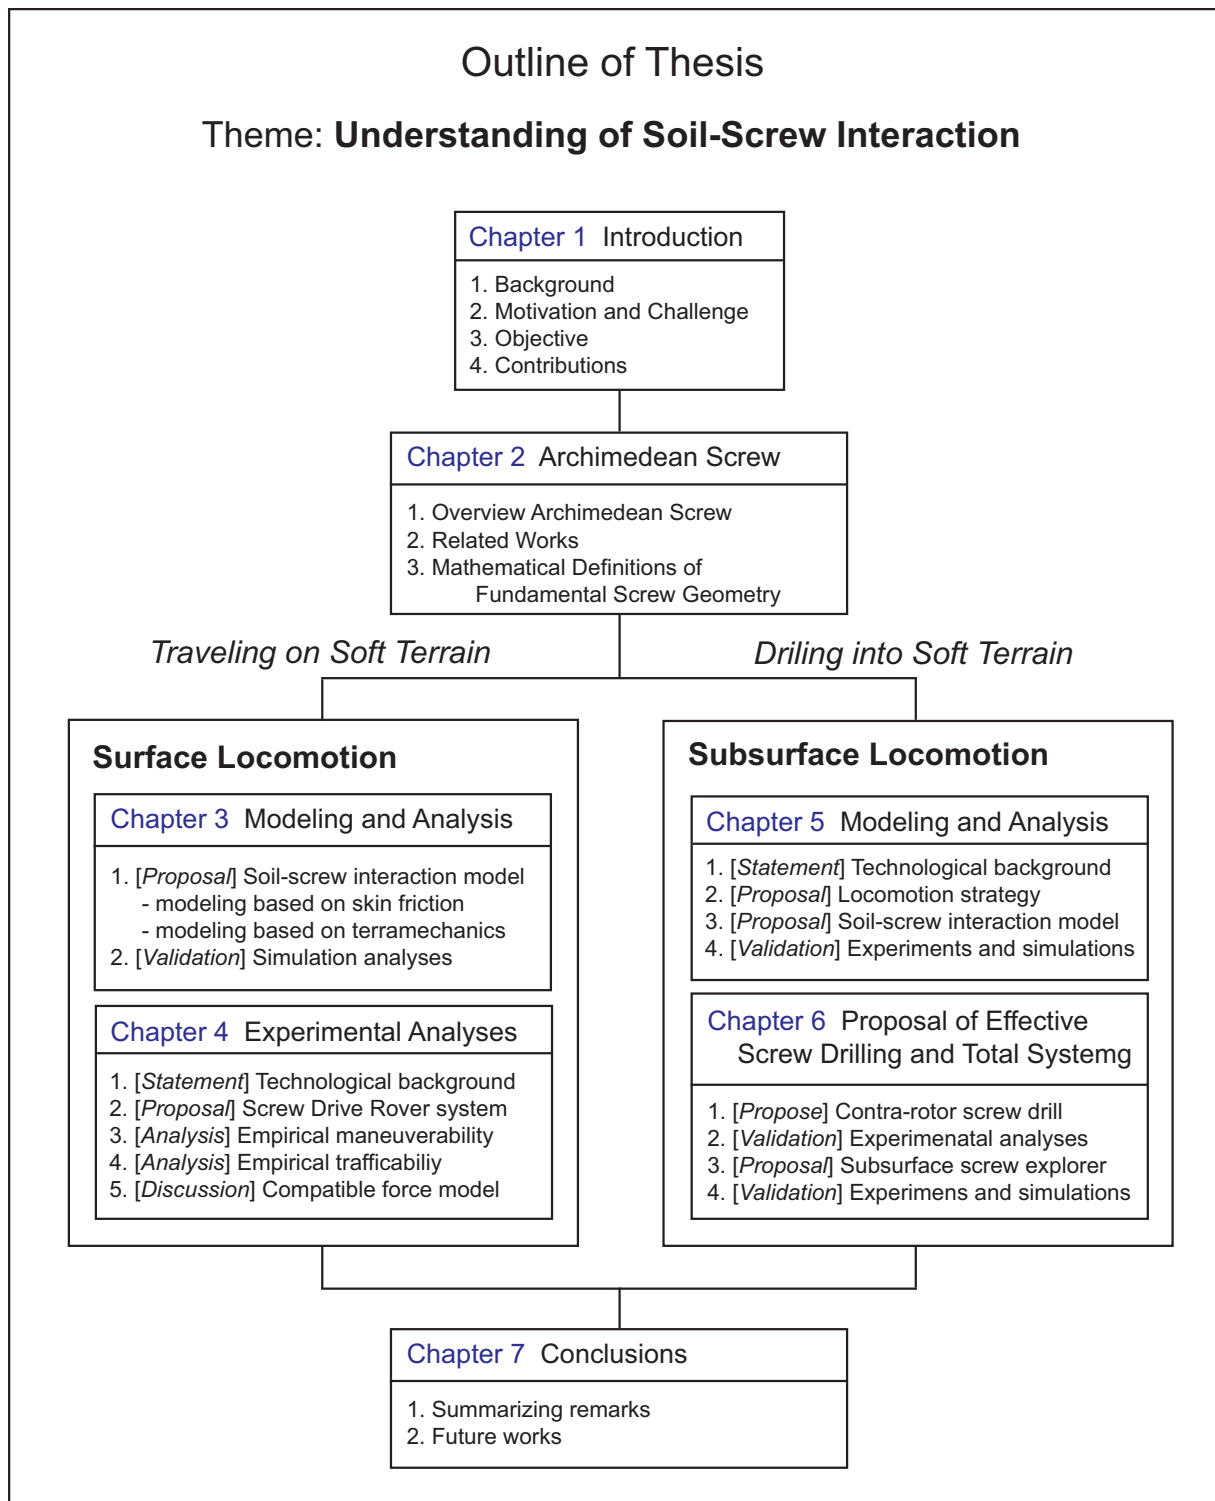 Outline of Thesis
Theme: Understanding of Soil-Screw Interaction
Chapter 1 Introduction
1. Background
2. Motivation and Challenge
3. Objective
4. Contributions
Chapter 2 Archimedean Screw
1. Overview Archimedean Screw
2. Related Works
3. Mathematical Definitions of
Fundamental Screw Geometry
Traveling on Soft Terrain
Driling into Soft Terrain
Surface Locomotion
Chapter 3 Modeling and Analysis
1. [Proposal] Soil-screw interaction model
- modeling based on skin friction
- modeling based on terramechanics
2. [Validation] Simulation analyses
Chapter 4 Experimental Analyses
1. [Statement] Technological background
2. [Proposal] Screw Drive Rover system
3. [Analysis] Empirical maneuverability
4. [Analysis] Empirical trafficabiliy
5. [Discussion] Compatible force model
Subsurface Locomotion
Chapter 5 Modeling and Analysis
1. [Statement] Technological background
2. [Proposal] Locomotion strategy
3. [Proposal] Soil-screw interaction model
4. [Validation] Experiments and simulations
Chapter 6 Proposal of Effective
Screw Drilling and Total Systemg
1. [Propose] Contra-rotor screw drill
2. [Validation] Experimenatal analyses
3. [Proposal] Subsurface screw explorer
4. [Validation] Experimens and simulations
Chapter 7 Conclusions
1. Summarizing remarks
2. Future works